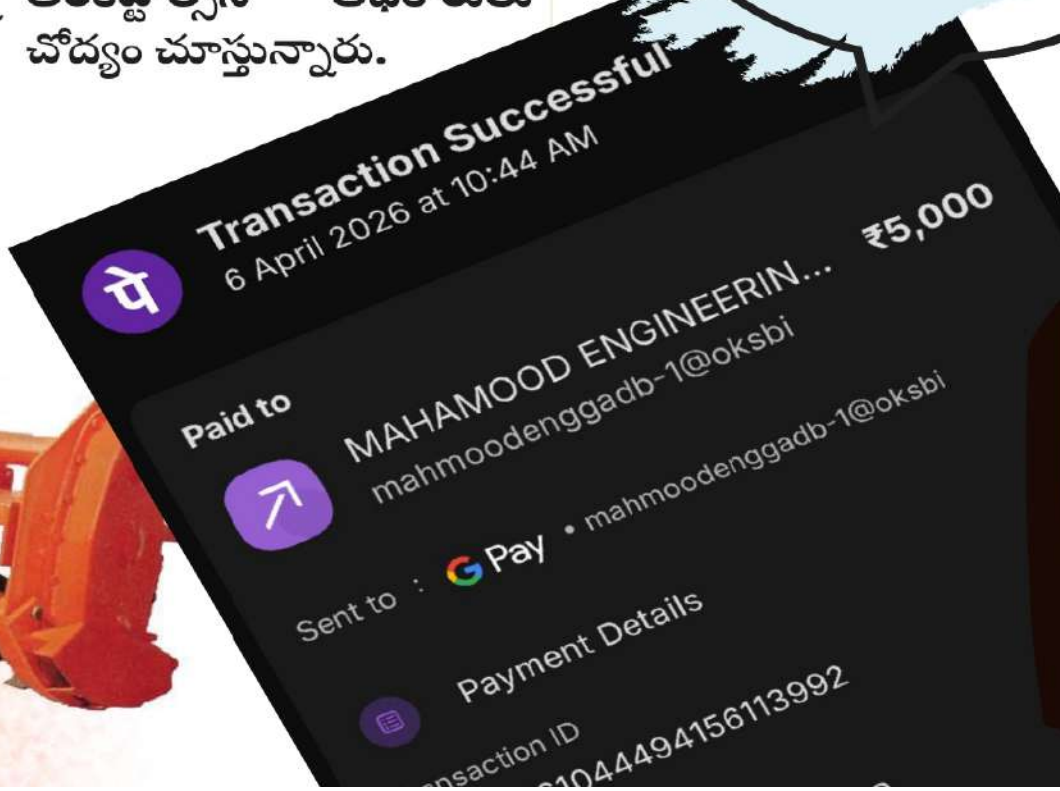 చోద్యం చూస్తున్నారు.
Transaction Successful
6 April 2026 at 10:44 AM
पे
Paid to
MAHAMOOD ENGINEERIN...
₹5,000
mahmoodenggadb-1@oksbi
Sent to : G Pay • mahmoodenggadb-1@oksbi
Payment Details